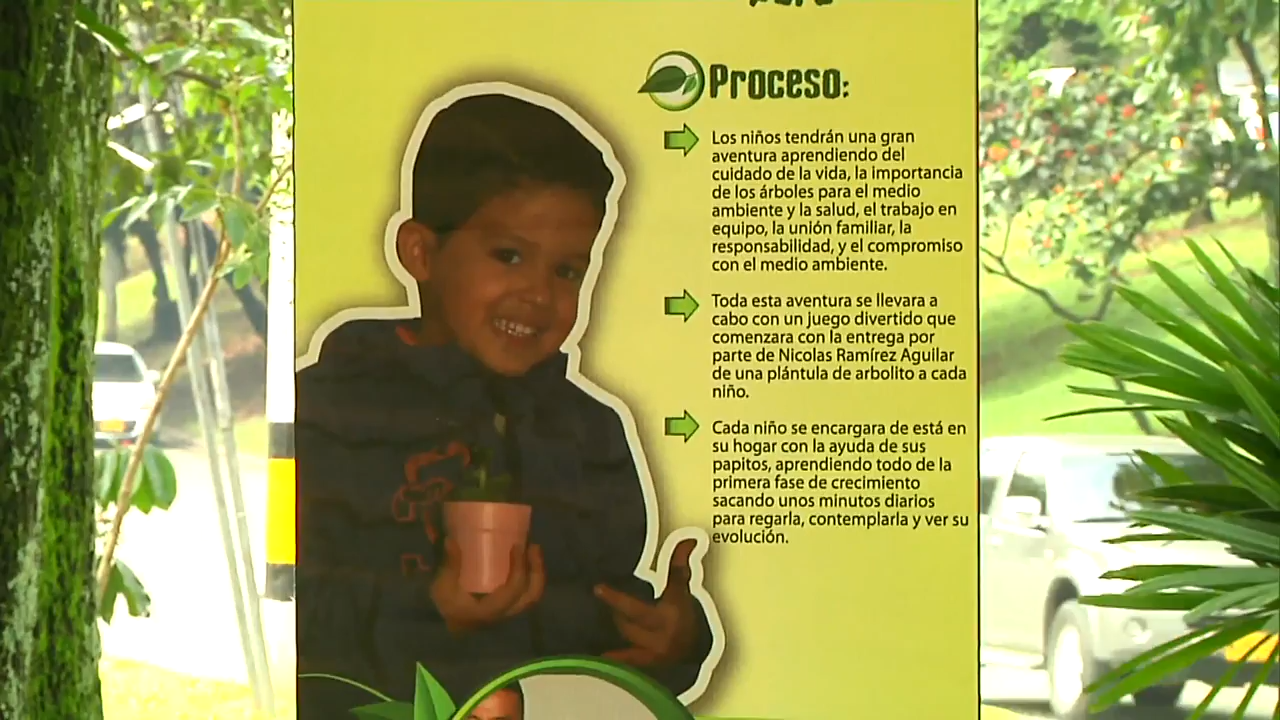 Proceso:
Los niños tendrán una gran
aventura aprendiendo del
cuidado de la vida, la importancia
de los árboles para el medio
ambiente y la salud, el trabajo en
equipo, la unión familiar, la
responsabilidad, y el compromiso
con el medio ambiente.
Toda esta aventura se llevara a
cabo con un juego divertido que
comenzara con la entrega por
parte de Nicolas Ramírez Aguilar
de una plántula de arbolito a cada
niño.
Cada niño se encargara de está en
su hogar con la ayuda de sus
papitos, aprendiendo todo de la
primera fase de crecimiento
sacando unos minutos diarios
para regarla, contemplarla y ver su
evolución.